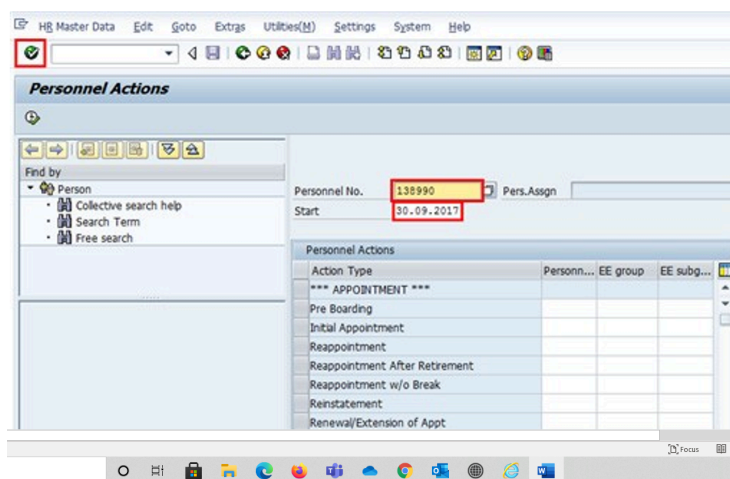 HR Master Data Edit Goto Extras Utilities(M) Settings System Help
Personnel Actions
Find by
Person
Collective search help
Search Term
Free search
Personnel No. 138990 Pers.Assgn
Start 30.09.2017
Personnel Actions
Action Type Personn... EE group EE subg...
*** APPOINTMENT ***
Pre Boarding
Initial Appointment
Reappointment
Reappointment After Retirement
Reappointment w/o Break
Reinstatement
Renewal/Extension of Appt
Focus